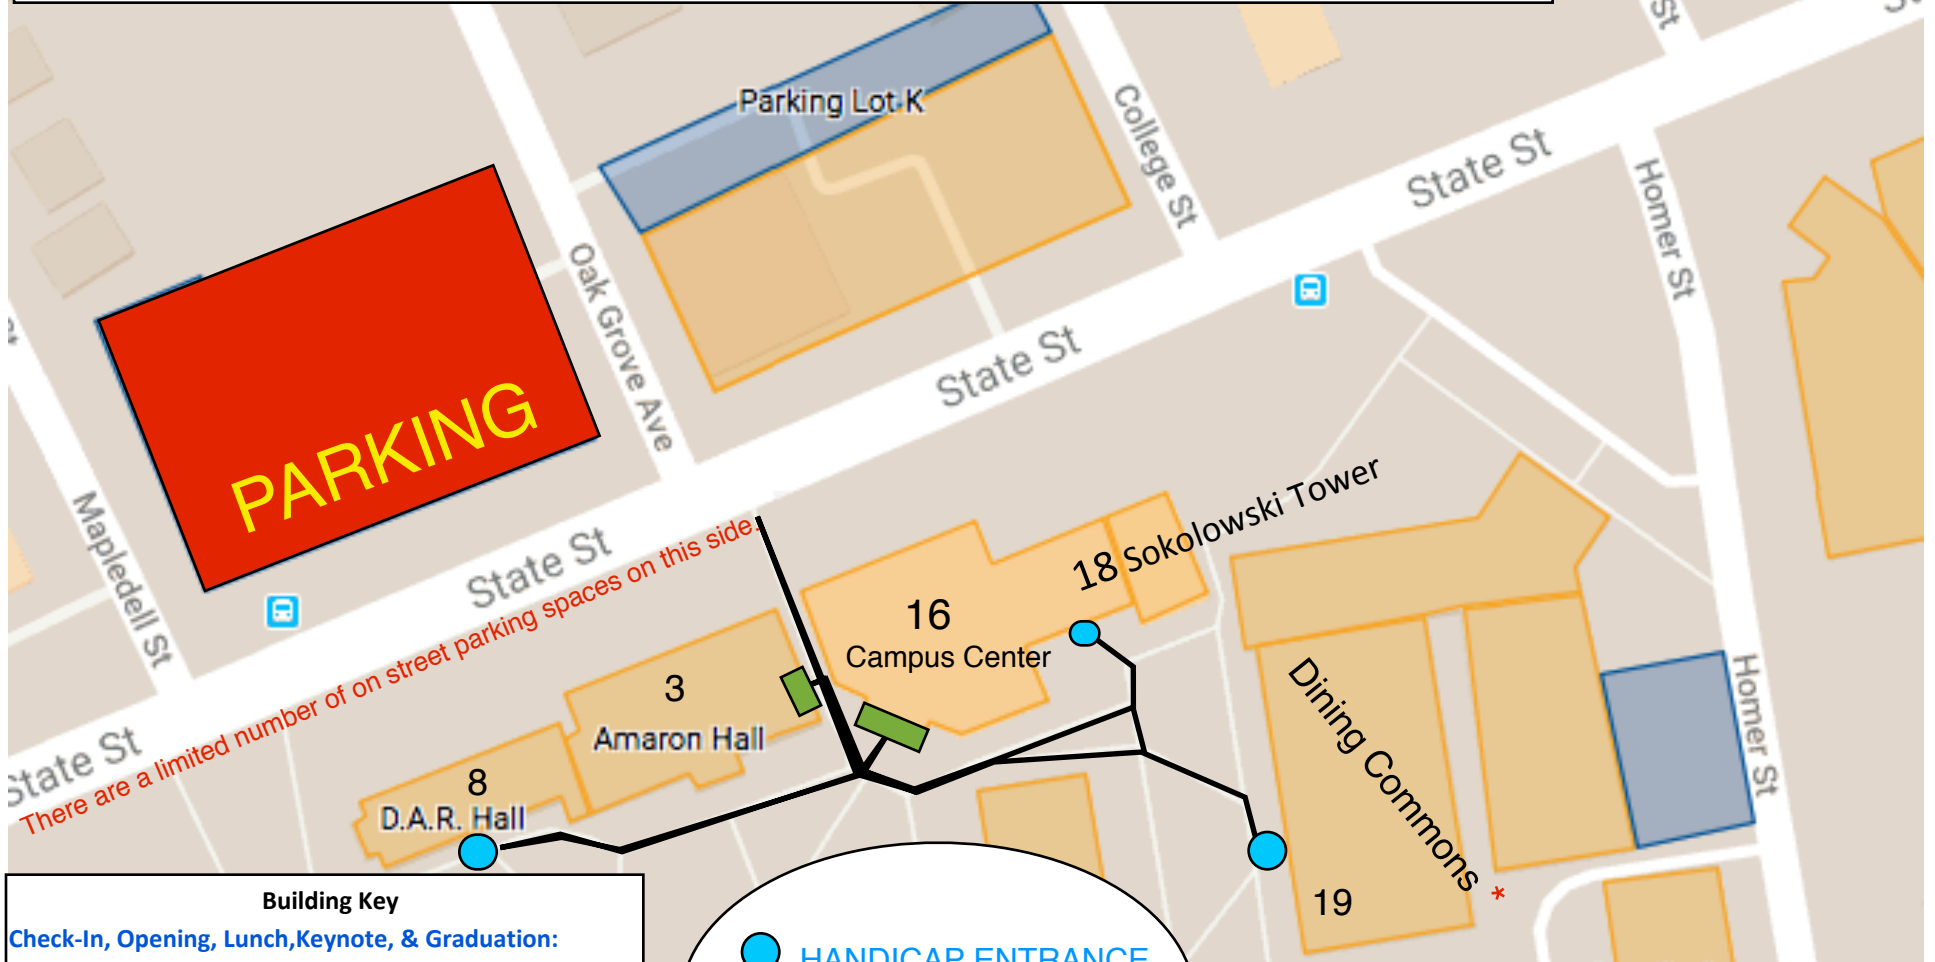 St
St
Parking Lot K
College St
State St
Homer St
Oak Grove Ave
State St
PARKING
Mapledell St
State St
There are a limited number of on street parking spaces on this side.
18 Sokolowski Tower
16
Campus Center
3
Amaron Hall
8
D.A.R. Hall
State St
Dining Commons *
19
Homer St
Building Key
Check-In, Opening, Lunch,Keynote, & Graduation:
HANDICAP ENTRANCE